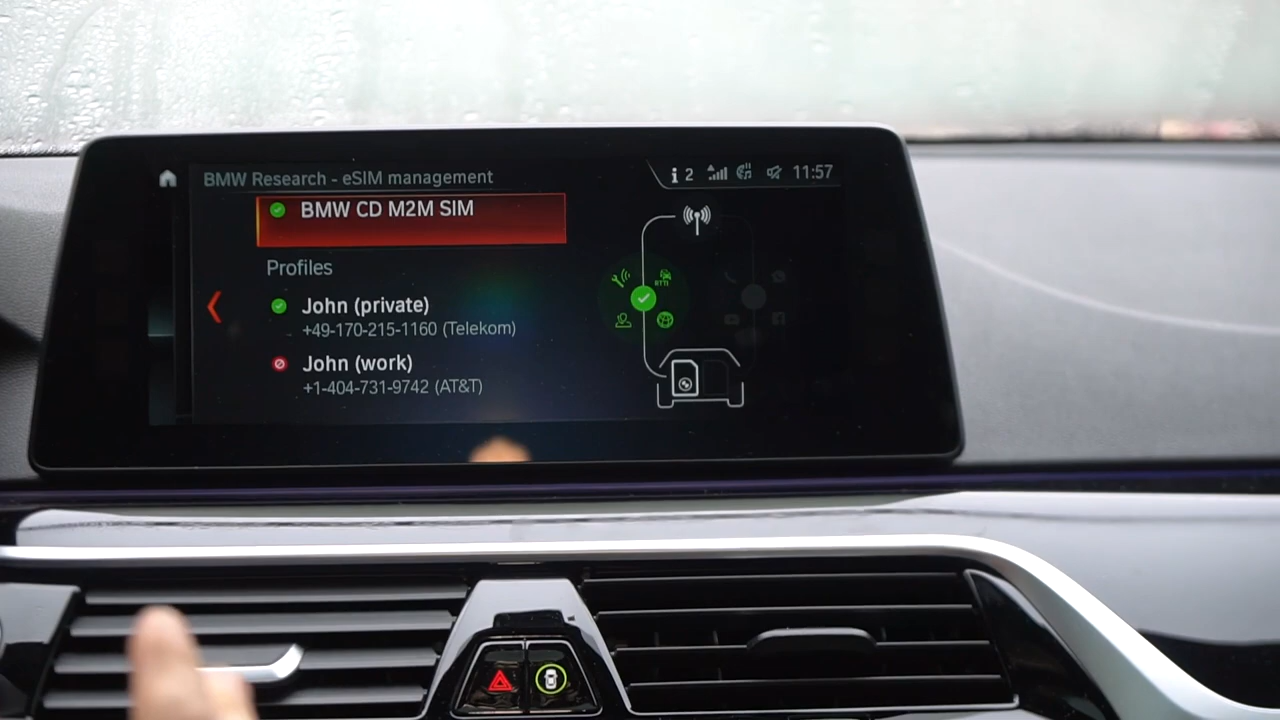 BMW Research - eSIM management
i 2 11:57
BMW CD M2M SIM
Profiles
John (private)
+49-170-215-1160 (Telekom)
John (work)
+1-404-731-9742 (AT&T)
RTTI